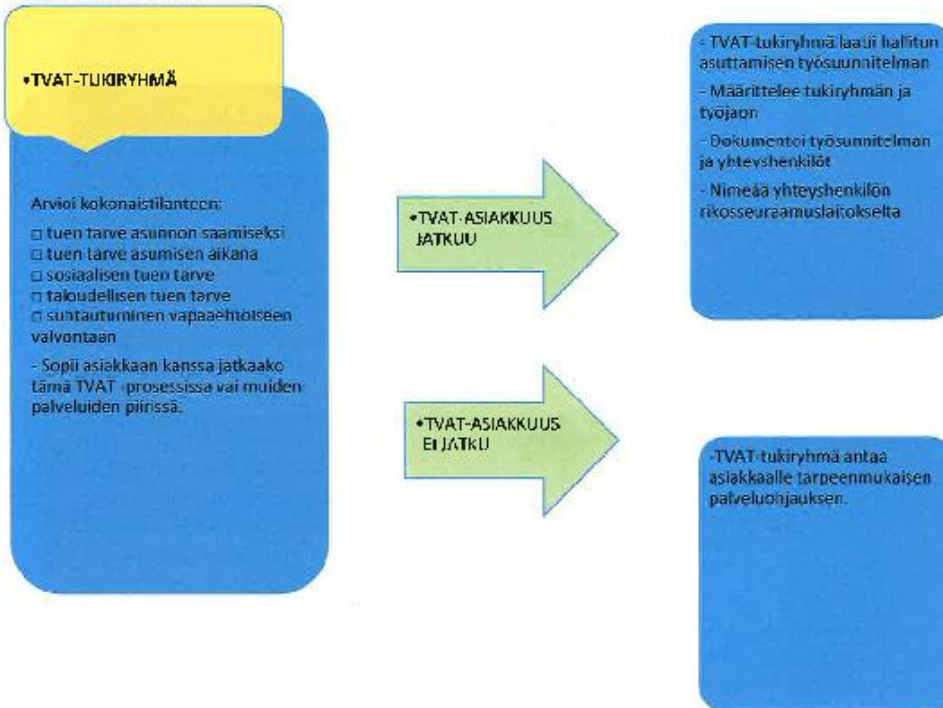 •TVAT-TUKIRYHMÄ
Arvioi kokonaistilanteen:
□ tuen tarve asunnon saamiseksi
□ tuen tarve asumisen aikana
□ sosiaalisen tuen tarve
□ taloudellisen tuen tarve
□ suhtautuminen vapaaehtoiseen
valvontaan
- Sopii asiakkaan kanssa jatkaako
tämä TVAT -prosessissa vai muiden
palveluiden piirissä.
•TVAT-ASIAKKUUS
JATKUU
•TVAT-ASIAKKUUS
EI JATKU
- TVAT-tukiryhmä laatii hallitun
asuttamisen työsuunnitelman
- Määrittelee tukiryhmän ja
työjaon
- Dokumentoi työsunnitelman
ja yhteyshenkilöt
- Nimeää yhteyshenkilön
rikosseuraamuslaitokselta
-TVAT-tukiryhmä antaa
asiakkaalle tarpeenmukaisen
palveluohjauksen.